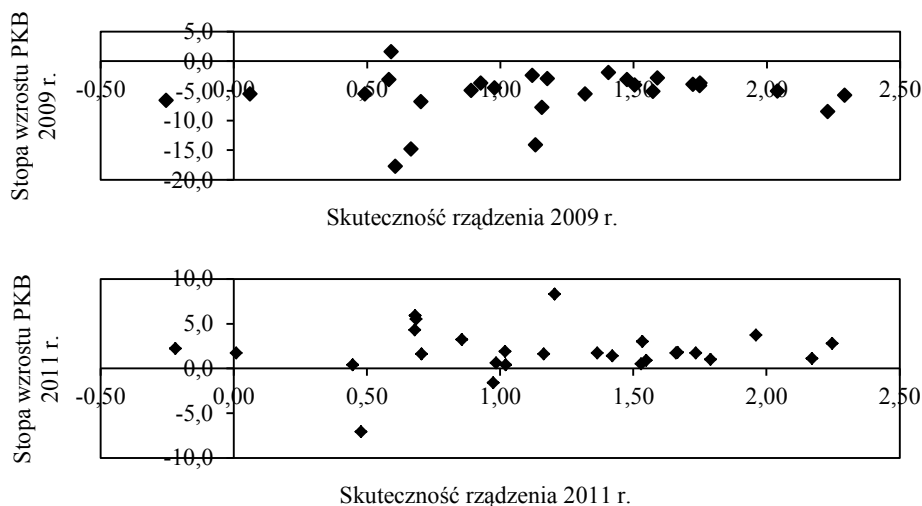 Stopa wzrostu PKB
2009 r.
5,0
0,0
-0,50 0,00 0,50 1,00 1,50 2,00 2,50
-5,0
-10,0
-15,0
-20,0
Skuteczność rządzenia 2009 r.
Stopa wzrostu PKB
2011 r.
10,0
5,0
0,0
-0,50 0,00 0,50 1,00 1,50 2,00 2,50
-5,0
-10,0
Skuteczność rządzenia 2011 r.